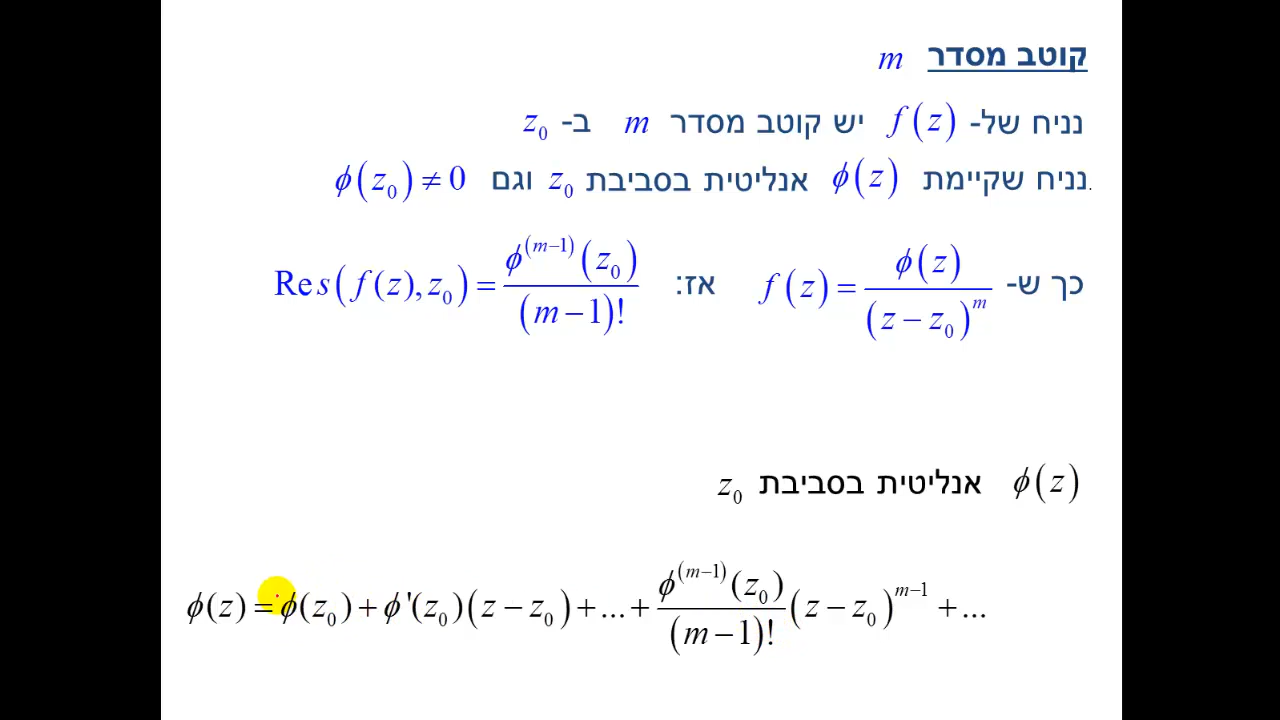 קוטב מסדר m
נניח של- f(z) יש קוטב מסדר m ב- z₀
נניח שקיימת φ(z) אנליטית בסביבת z₀ וגם φ(z₀) ≠ 0.
כך ש- f(z) = φ(z) / (z − z₀)^m אז: Res(f(z), z₀) = φ^(m−1)(z₀) / (m−1)!
φ(z) אנליטית בסביבת z₀
φ(z) = φ(z₀) + φ'(z₀)(z − z₀) + ... + φ^(m−1)(z₀) / (m−1)! (z − z₀)^(m−1) + ...